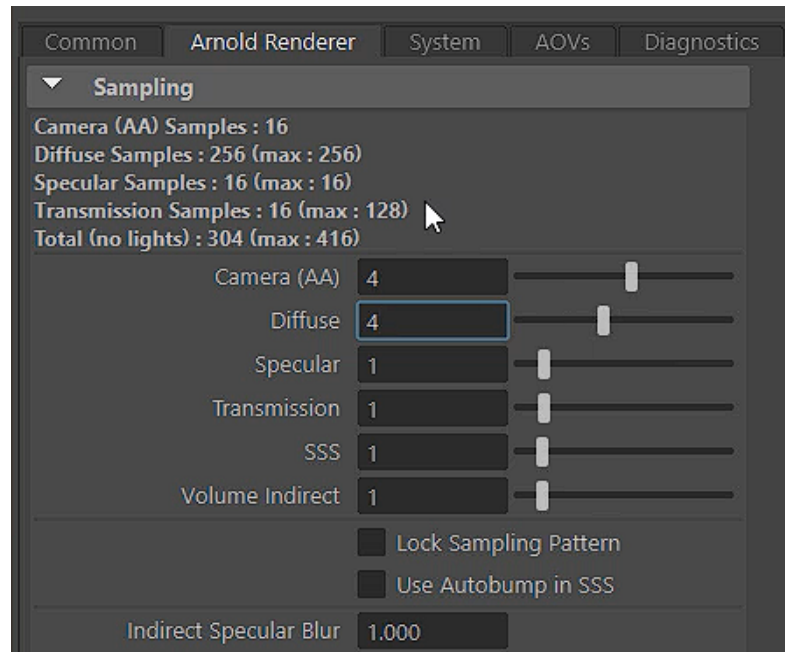 Common Arnold Renderer System AOVs Diagnostics
Sampling
Camera (AA) Samples : 16
Diffuse Samples : 256 (max : 256)
Specular Samples : 16 (max : 16)
Transmission Samples : 16 (max : 128)
Total (no lights) : 304 (max : 416)
Camera (AA) 4
Diffuse 4
Specular 1
Transmission 1
SSS 1
Volume Indirect 1
Lock Sampling Pattern
Use Autobump in SSS
Indirect Specular Blur 1.000